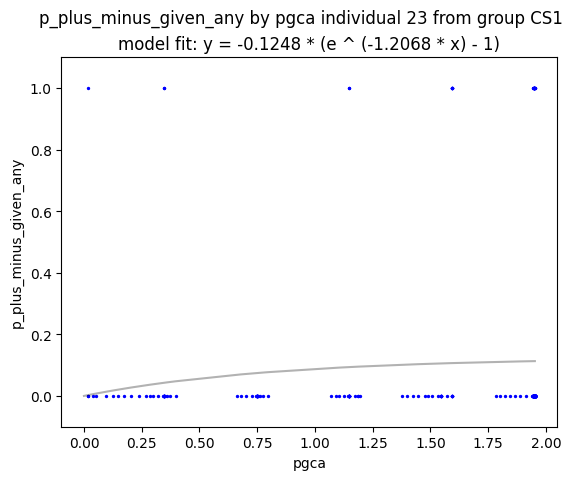 p_plus_minus_given_any by pgca individual 23 from group CS1
model fit: y = -0.1248 * (e ^ (-1.2068 * x) - 1)
1.0
0.8
0.6
0.4
0.2
0.0
p_plus_minus_given_any
0.00 0.25 0.50 0.75 1.00 1.25 1.50 1.75 2.00
pgca